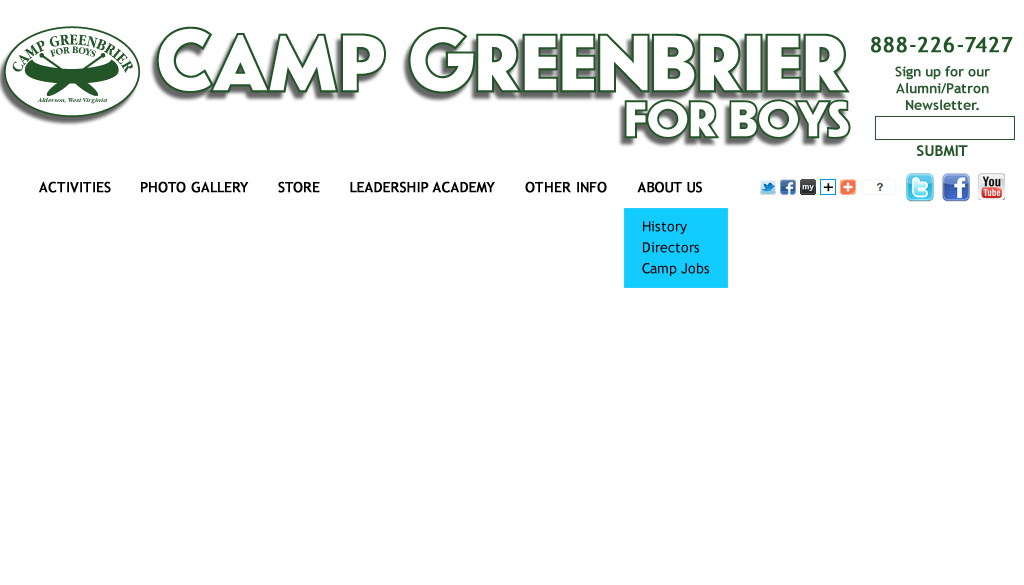 CAMP GREENBRIER
FOR BOYS
Alderson, West Virginia
CAMP GREENBRIER
FOR BOYS
888-226-7427
Sign up for our
Alumni/Patron
Newsletter.
SUBMIT
ACTIVITIES PHOTO GALLERY STORE LEADERSHIP ACADEMY OTHER INFO ABOUT US my ? You Tube
History
Directors
Camp Jobs